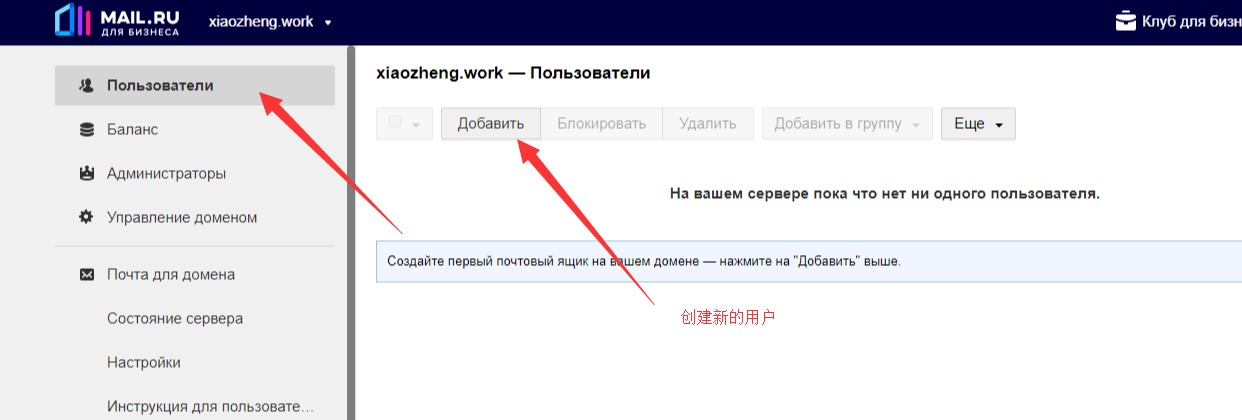 MAIL.RU
ДЛЯ БИЗНЕСА
xiaozheng.work
Клуб для бизн
Пользователи
Баланс
Администраторы
Управление доменом
Почта для домена
Состояние сервера
Настройки
Инструкция для пользовате…
xiaozheng.work — Пользователи
Добавить
Блокировать
Удалить
Добавить в группу
Еще
На вашем сервере пока что нет ни одного пользователя.
Создайте первый почтовый ящик на вашем домене — нажмите на "Добавить" выше.
创建新的用户